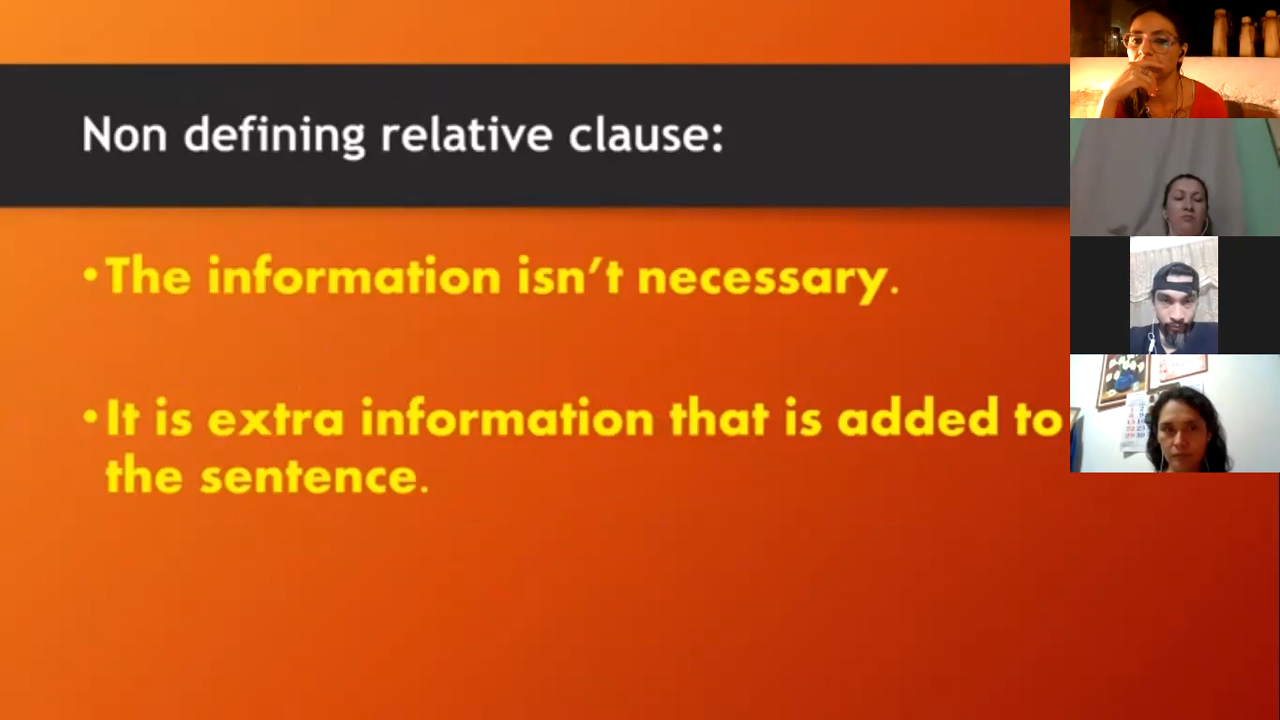 Non defining relative clause:
•The information isn’t necessary.
•It is extra information that is added to
the sentence.